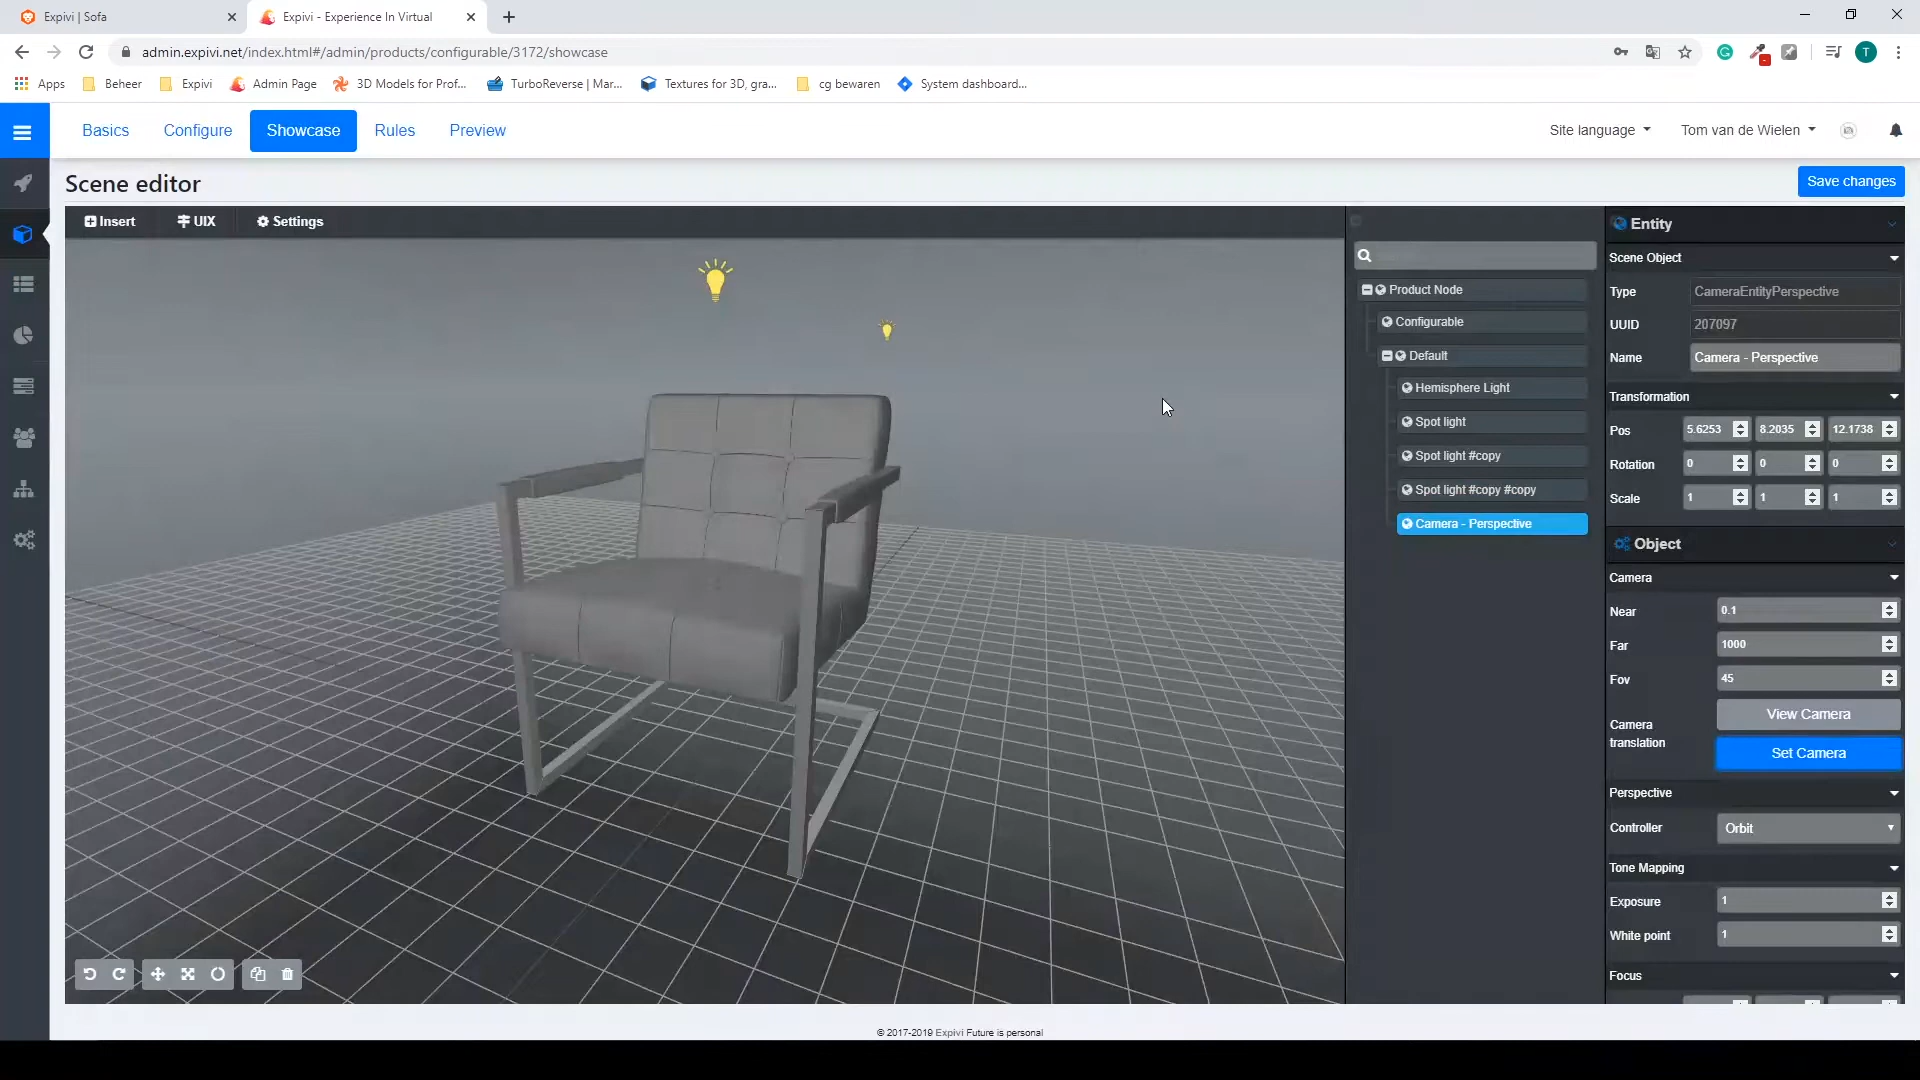 Expivi | Sofa
Expivi - Experience In Virtual
admin.expivi.net/index.html#/admin/products/configurable/3172/showcase
T
Apps
Beheer
Expivi
Admin Page
3D Models for Prof...
TurboReverse | Mar...
Textures for 3D, gra...
cg bewaren
System dashboard...
Basics
Configure
Showcase
Rules
Preview
Site language
Tom van de Wielen
Scene editor
Save changes
Insert
UIX
Settings
Product Node
Configurable
Default
Hemisphere Light
Spot light
Spot light #copy
Spot light #copy #copy
Camera - Perspective
Entity
Scene Object
Type CameraEntityPerspective
UUID 207097
Name Camera - Perspective
Transformation
Pos 5.6253 8.2035 12.1738
Rotation 0 0 0
Scale 1 1 1
Object
Camera
Near 0.1
Far 1000
Fov 45
Camera translation
View Camera
Set Camera
Perspective
Controller Orbit
Tone Mapping
Exposure 1
White point 1
Focus
© 2017-2019 Expivi Future is personal